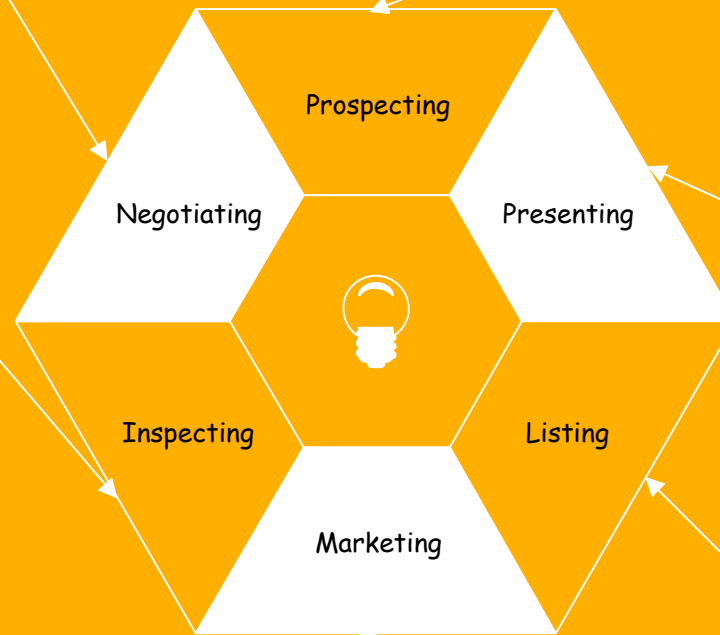 Prospecting
Negotiating
Presenting
Inspecting
Listing
Marketing